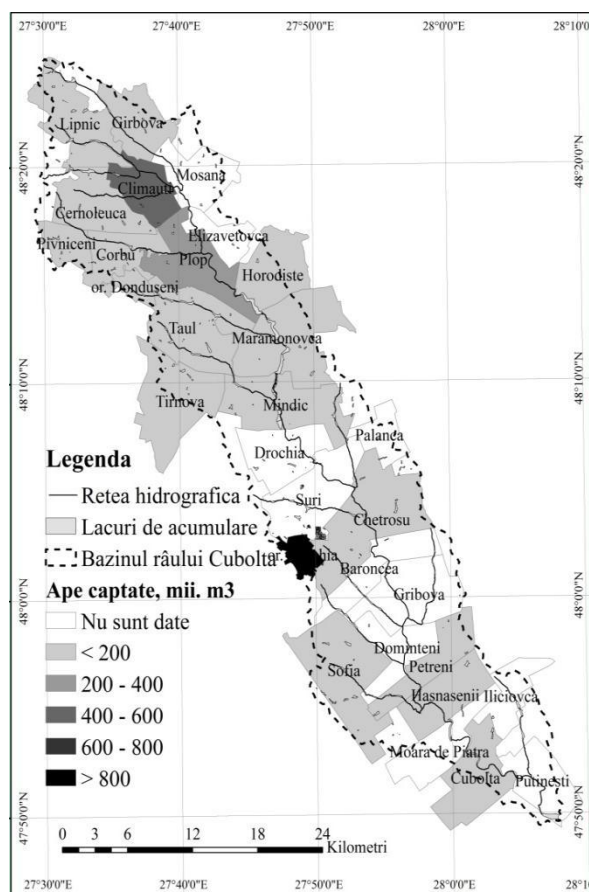 27°30'0"E 27°40'0"E 27°50'0"E 28°0'0"E 28°10'
48°20'0"N
48°10'0"N
48°0'0"N
47°50'0"N
Lipnic
Girbova
Mosana
Climauti
Cernoleuca
Elizavetovca
Pivniceni
Corbu
Plop
Horodiste
or. Donduseni
Taul
Maramonovca
Tirnova
Mindic
Palanca
Drochia
Suri
Chetrosu
Baroncea
Gribova
Dominteni
Petreni
Sofia
Hasnasenii
Iliciovca
Moara de Piatra
Cubolta
Putinesti
Legenda
Retea hidrografica
Lacuri de acumulare
Bazinul râului Cubolta
Ape captate, mii. m3
Nu sunt date
< 200
200 - 400
400 - 600
600 - 800
> 800
0 3 6 12 18 24
Kilometri
48°20'0"N
48°10'0"N
48°0'0"N
47°50'0"N
27°30'0"E 27°40'0"E 27°50'0"E 28°0'0"E 28°10'0